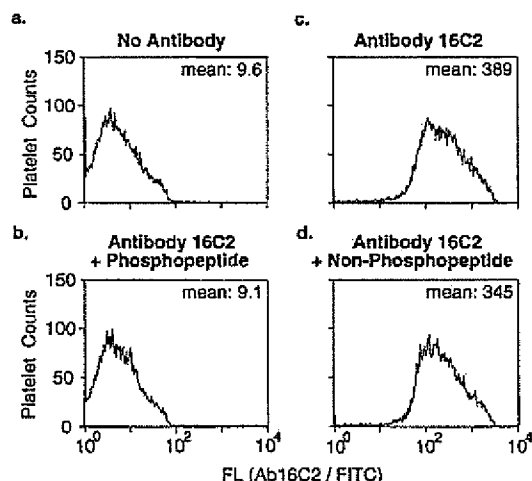 a.
No Antibody
mean: 9.6
Platelet Counts
150
100
50
0
c.
Antibody 16C2
mean: 389
b.
Antibody 16C2
+ Phosphopeptide
mean: 9.1
Platelet Counts
150
100
50
0
10⁰
10²
10⁴
d.
Antibody 16C2
+ Non-Phosphopeptide
mean: 345
10⁰
10²
10⁴
FL (Ab16C2 / FITC)